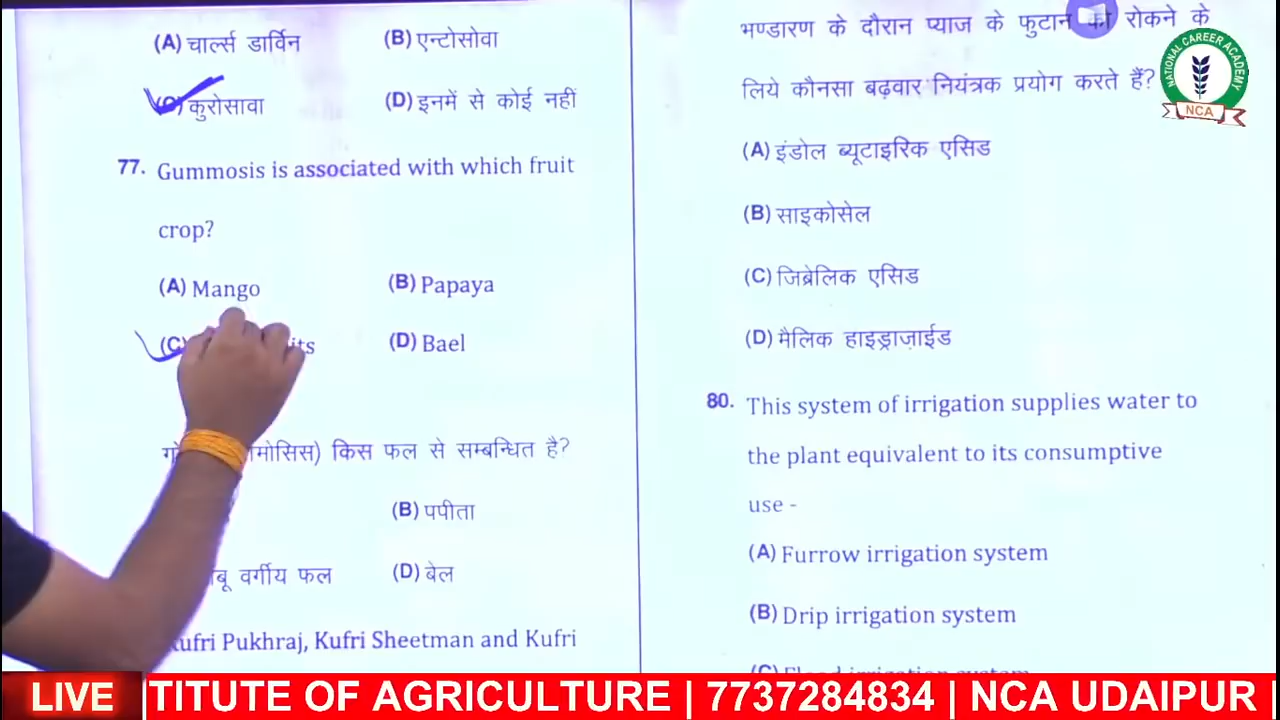 (A) चार्ल्स डार्विन
(B) एन्टोसोवा
कुरोसावा
(D) इनमें से कोई नहीं
77. Gummosis is associated with which fruit
crop?
(A) Mango
(B) Papaya
(C)
(D) Bael
किस फल से सम्बन्धित है?
(B) पपीता
वर्गीय फल
(D) बेल
Kufri Pukhraj, Kufri Sheetman and Kufri
भण्डारण के दौरान प्याज के फुटान को रोकने के
लिये कौनसा बढ़वार नियंत्रक प्रयोग करते हैं?
(A) इंडोल ब्यूटाइरिक एसिड
(B) साइकोसेल
(C) जिब्रेलिक एसिड
(D) मैलिक हाइड्राज़ाईड
80. This system of irrigation supplies water to
the plant equivalent to its consumptive
use -
(A) Furrow irrigation system
(B) Drip irrigation system
(C) Flood irrigation system
NATIONAL CAREER ACADEMY
NCA
LIVE
TITUTE OF AGRICULTURE | 7737284834 | NCA UDAIPUR |